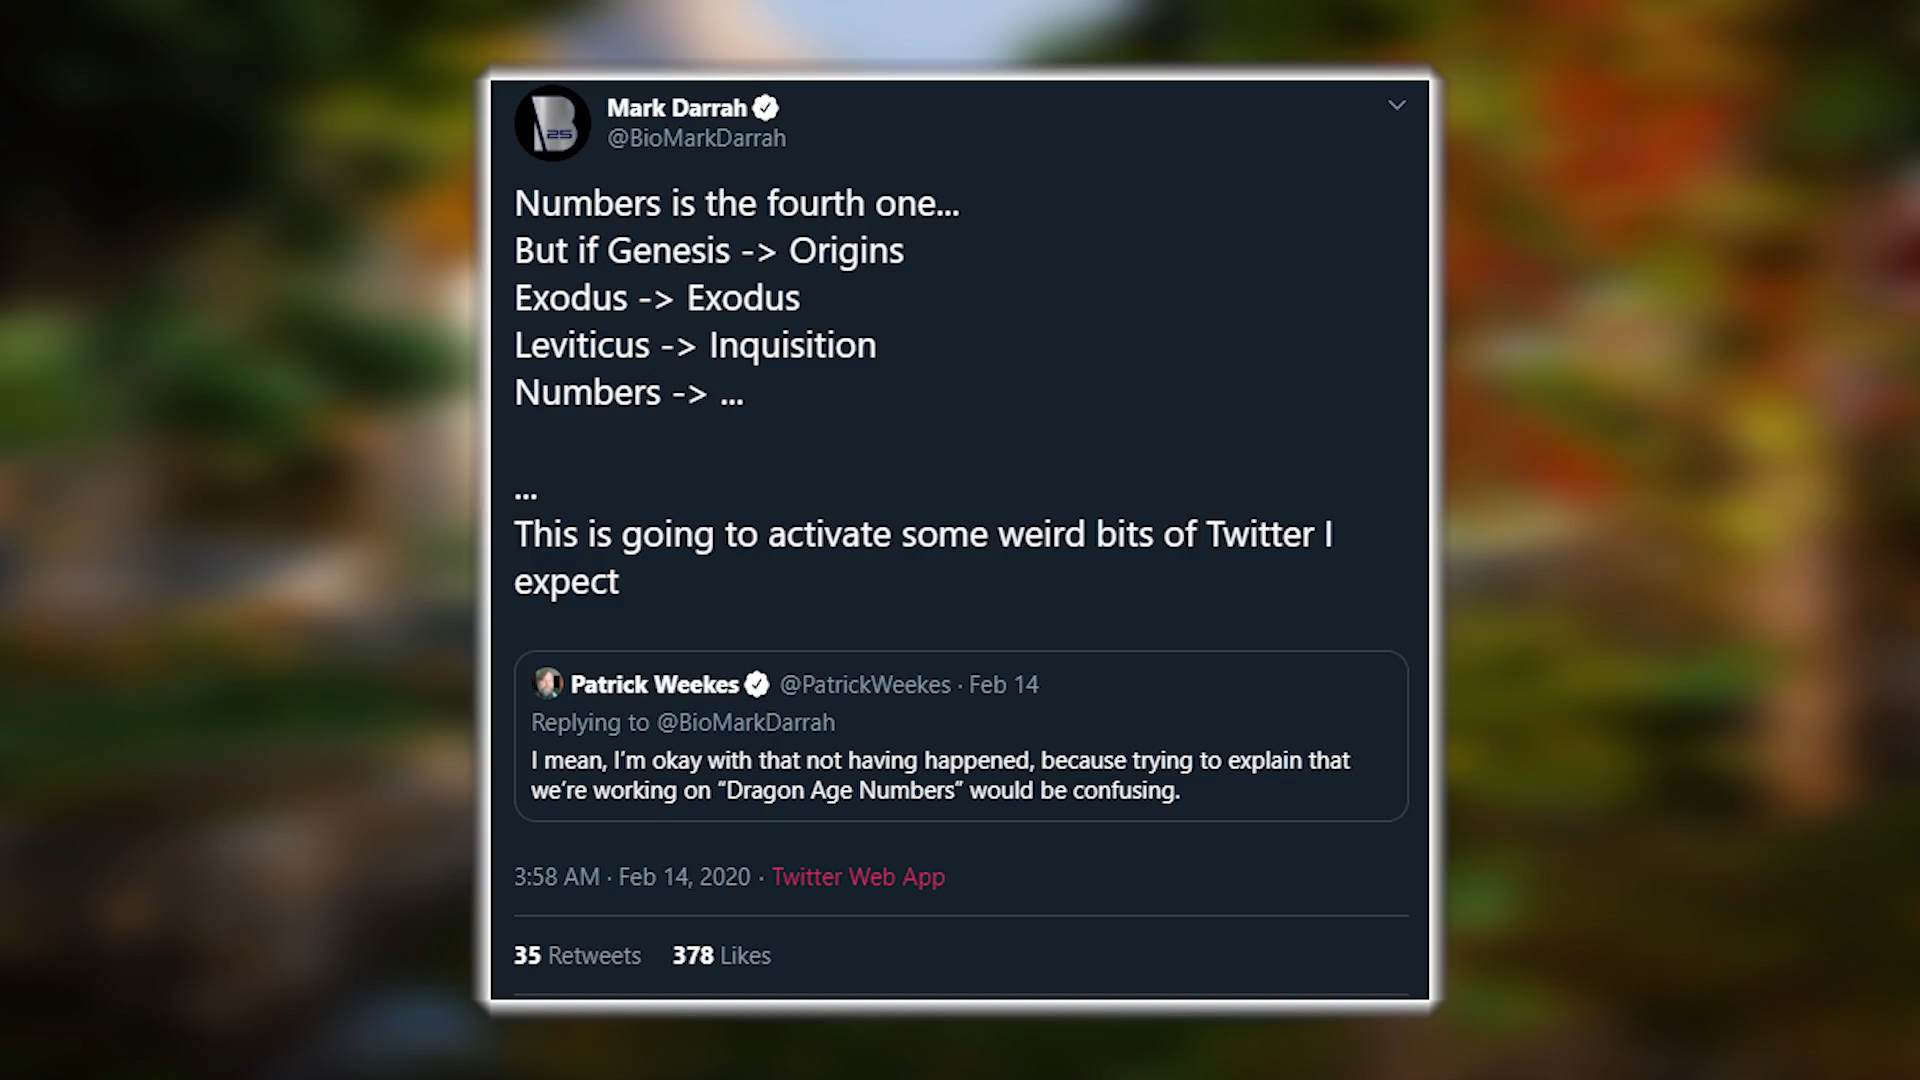 25
Mark Darrah
@BioMarkDarrah
Numbers is the fourth one...
But if Genesis -> Origins
Exodus -> Exodus
Leviticus -> Inquisition
Numbers -> ...
...
This is going to activate some weird bits of Twitter I
expect
Patrick Weekes @PatrickWeekes · Feb 14
Replying to @BioMarkDarrah
I mean, I’m okay with that not having happened, because trying to explain that
we’re working on “Dragon Age Numbers” would be confusing.
3:58 AM · Feb 14, 2020 · Twitter Web App
35 Retweets 378 Likes